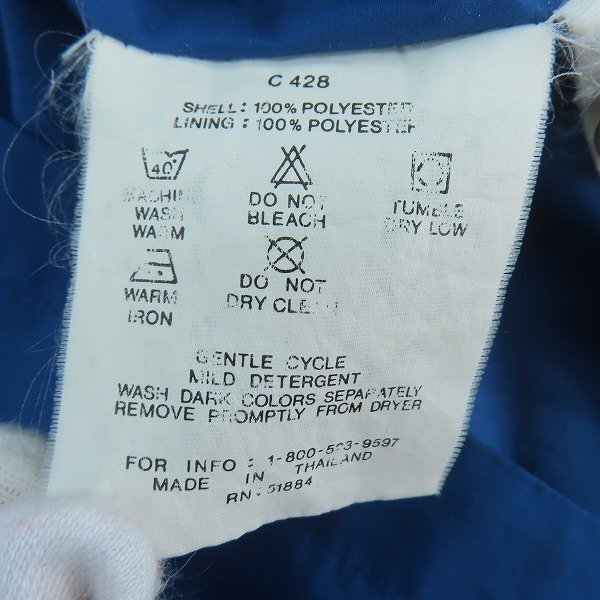 C 428
SHELL : 100% POLYESTER
LINING : 100% POLYESTER
40°
MACHINE
WASH
WARM
DO NOT
BLEACH
TUMBLE
DRY LOW
WARM
IRON
DO NOT
DRY CLEAN
GENTLE CYCLE
MILD DETERGENT
WASH DARK COLORS SEPARATELY
REMOVE PROMPTLY FROM DRYER
FOR INFO : 1-800-533-9597
MADE IN THAILAND
RN : 51884